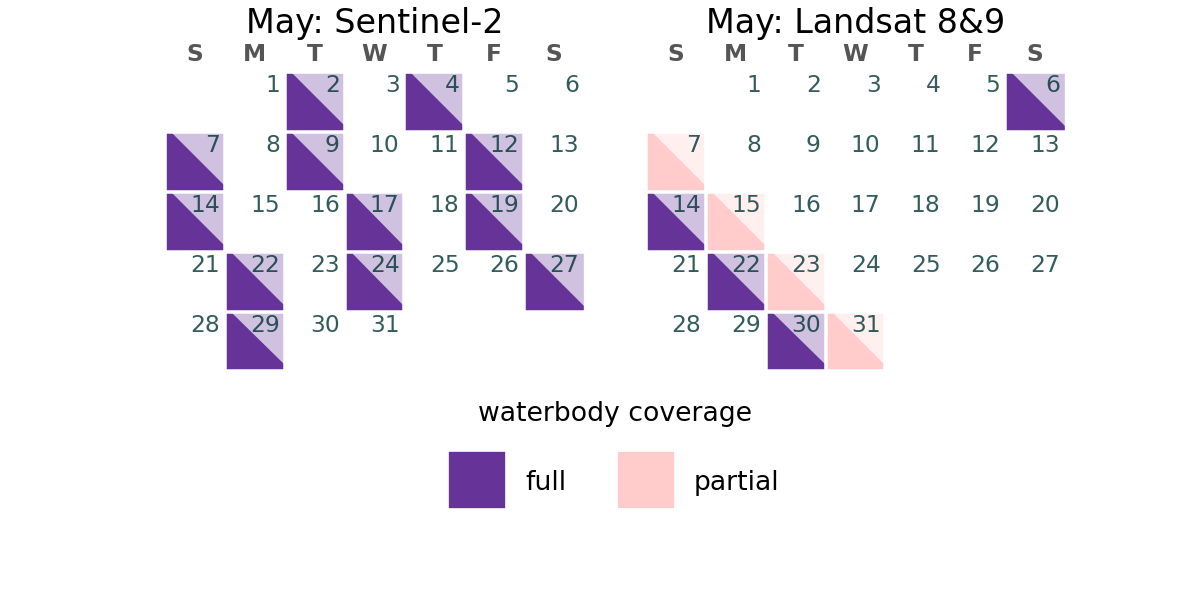 May: Sentinel-2
S M T W T F S
1 2 3 4 5 6
7 8 9 10 11 12 13
14 15 16 17 18 19 20
21 22 23 24 25 26 27
28 29 30 31
May: Landsat 8&9
S M T W T F S
1 2 3 4 5 6
7 8 9 10 11 12 13
14 15 16 17 18 19 20
21 22 23 24 25 26 27
28 29 30 31
waterbody coverage
full
partial